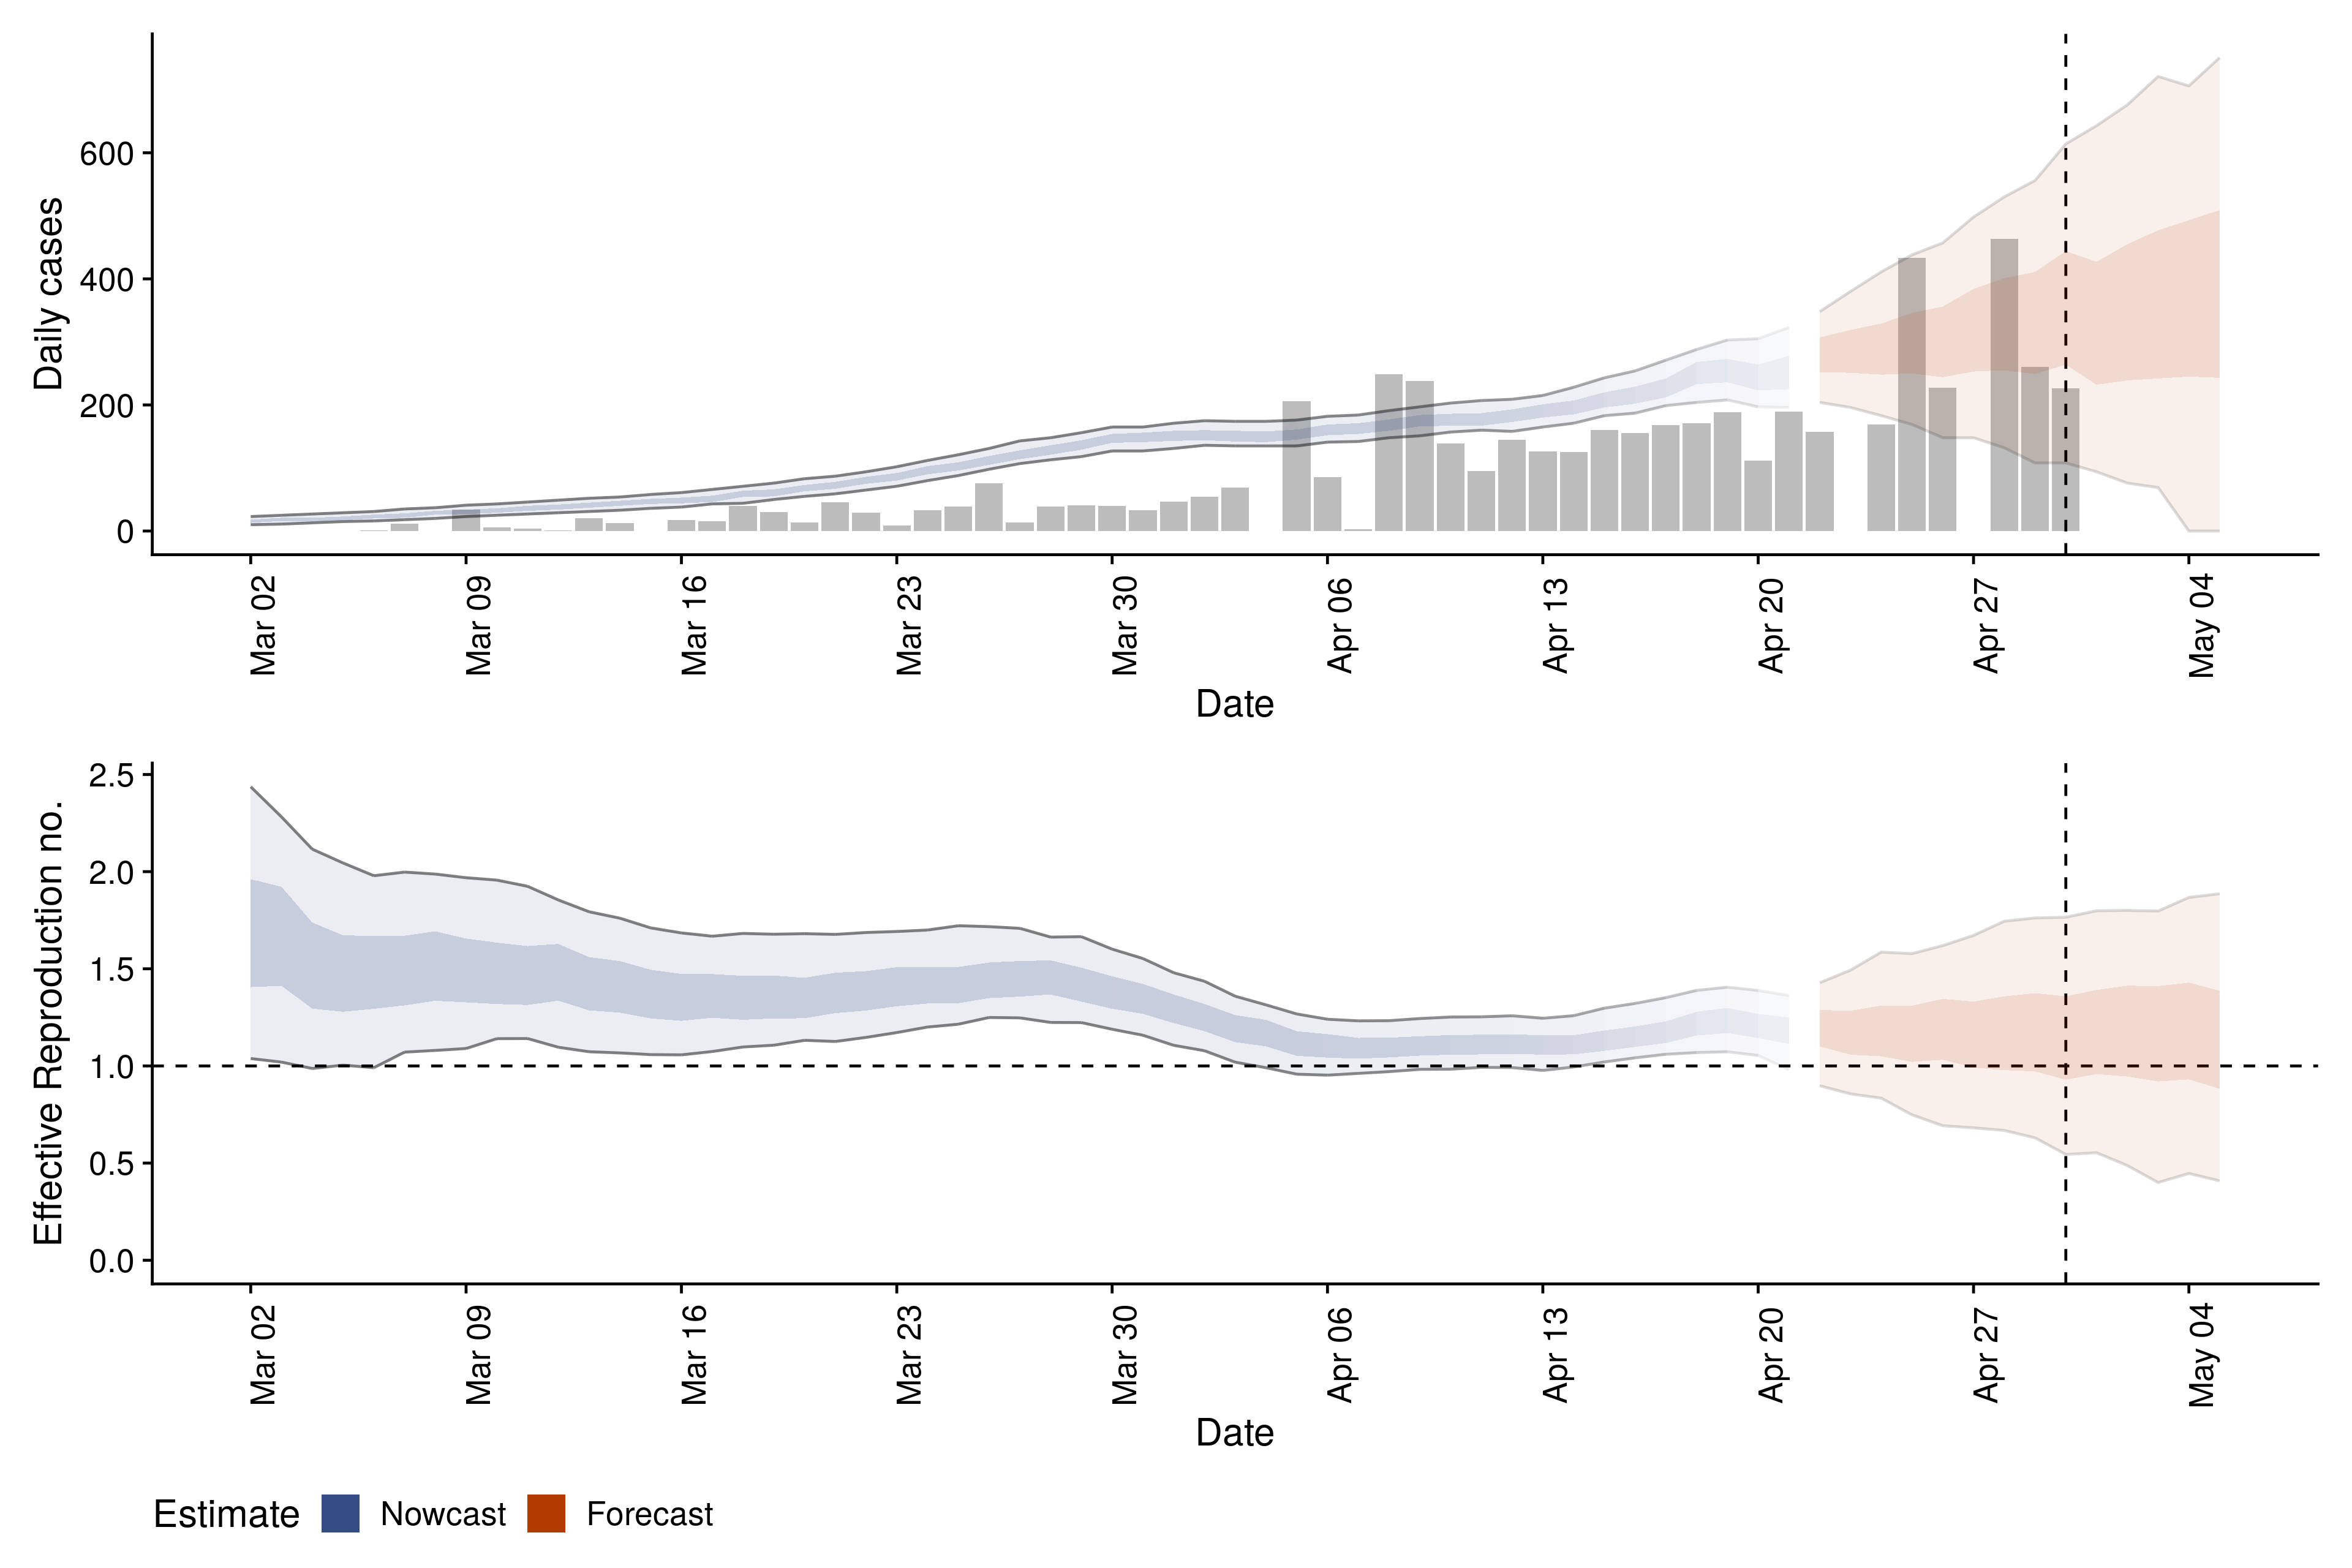 Daily cases
600
400
200
0
Mar 02
Mar 09
Mar 16
Mar 23
Mar 30
Apr 06
Apr 13
Apr 20
Apr 27
May 04
Date
Effective Reproduction no.
2.5
2.0
1.5
1.0
0.5
0.0
Mar 02
Mar 09
Mar 16
Mar 23
Mar 30
Apr 06
Apr 13
Apr 20
Apr 27
May 04
Date
Estimate Nowcast Forecast